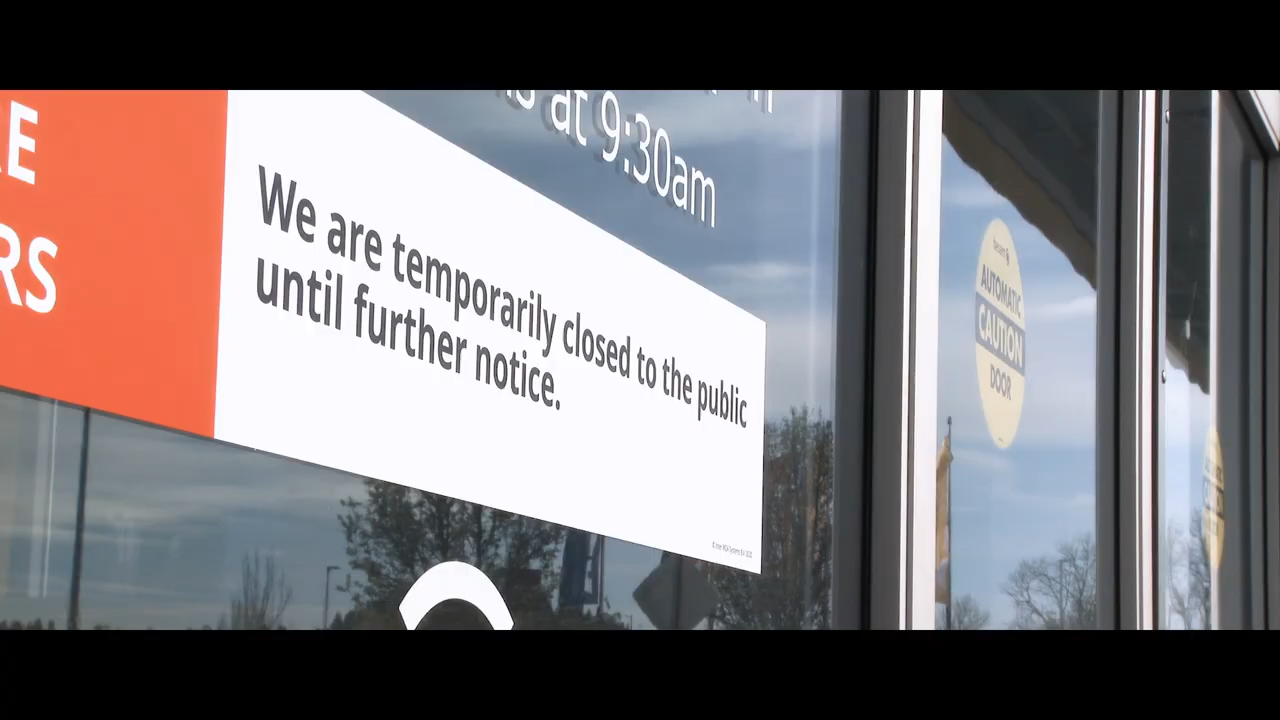 at 9:30am
RS
We are temporarily closed to the public
until further notice.
AUTOMATIC
CAUTION
DOOR